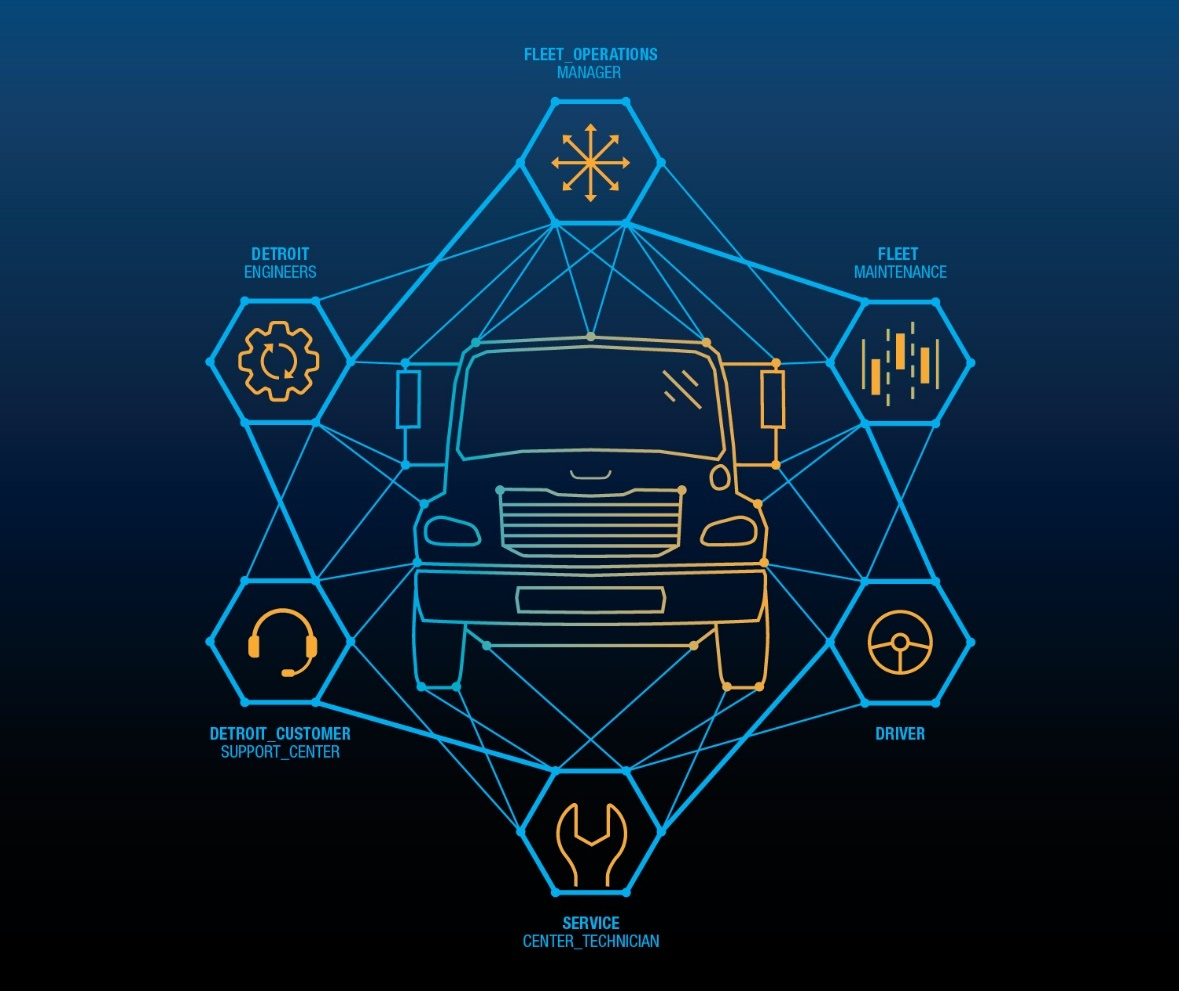 FLEET_OPERATIONS
MANAGER
DETROIT
ENGINEERS
FLEET
MAINTENANCE
DETROIT_CUSTOMER
SUPPORT_CENTER
DRIVER
SERVICE
CENTER_TECHNICIAN